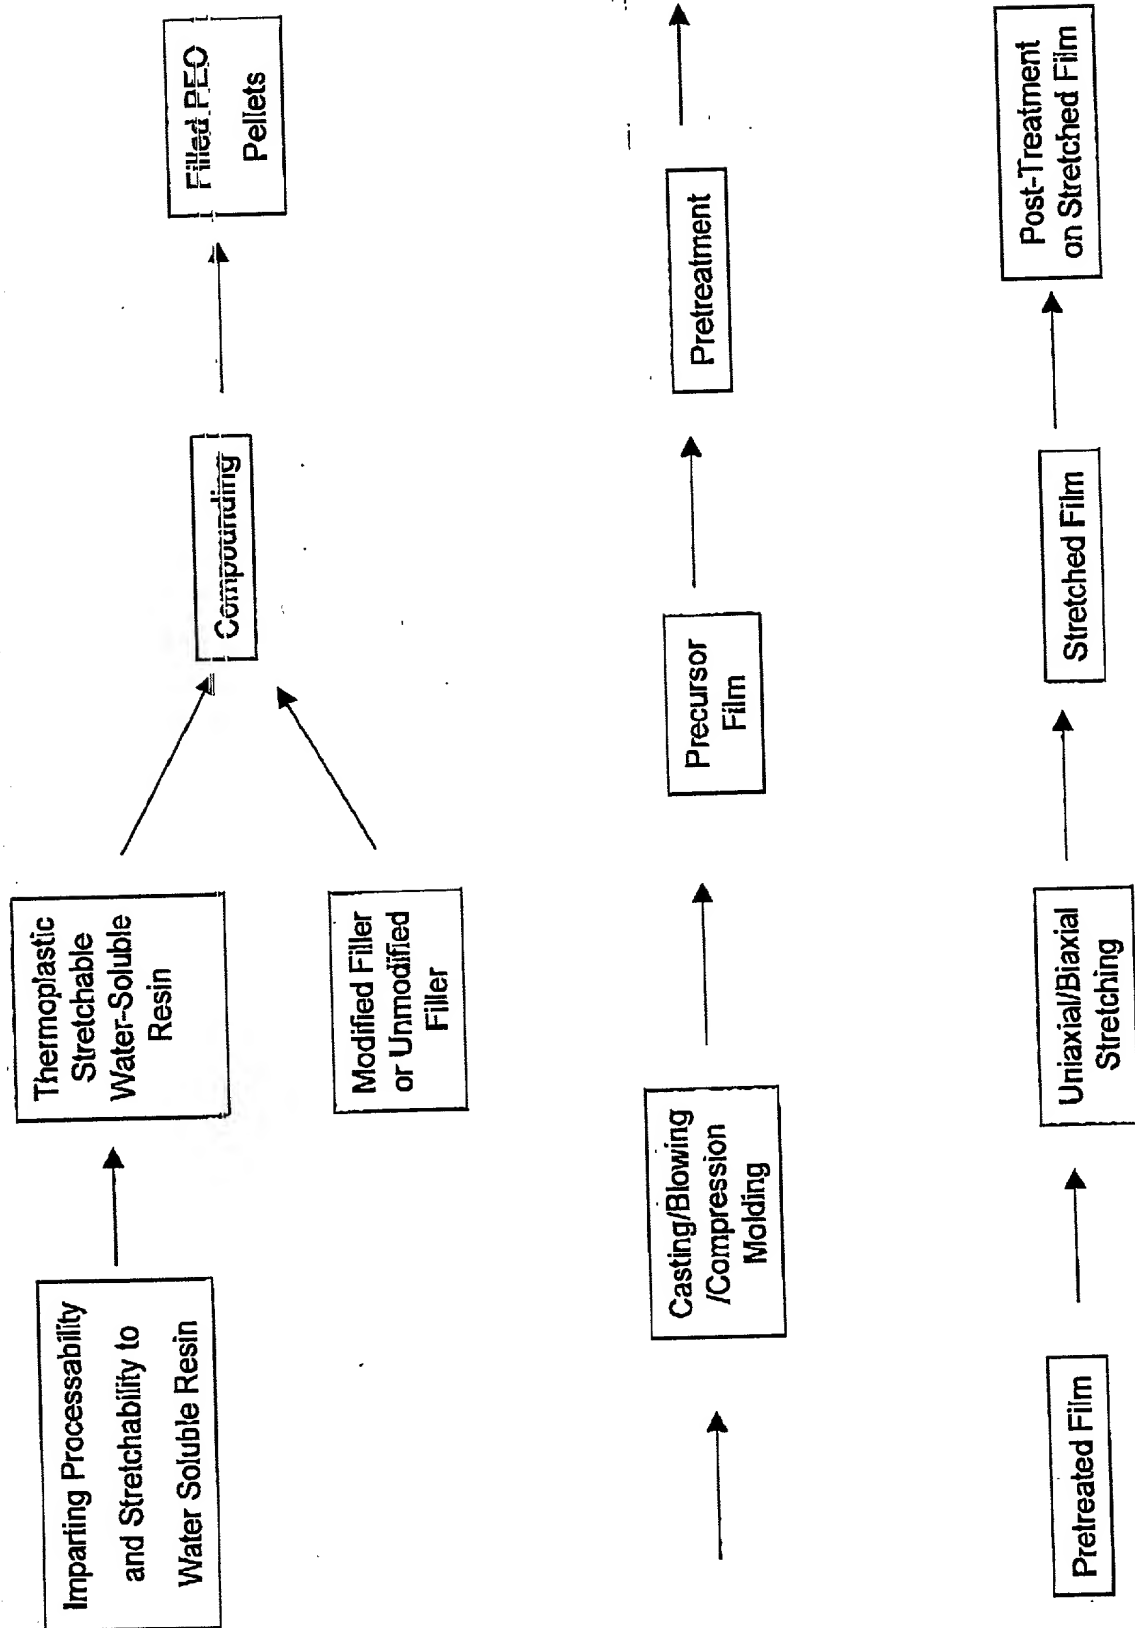 Imparting Processability
and Stretchability to
Water Soluble Resin
Thermoplastic
Stretchable
Water-Soluble
Resin
Modified Filler
or Unmodified
Filler
Compounding
Filled PEO
Pellets
Casting/Blowing
/Compression
Molding
Precursor
Film
Pretreatment
Pretreated Film
Uniaxial/Biaxial
Stretching
Stretched Film
Post-Treatment
on Stretched Film